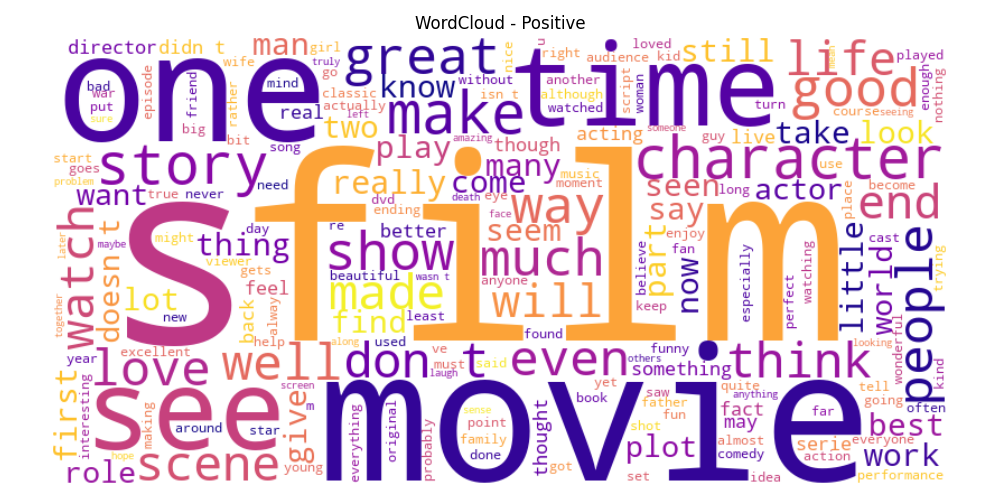 WordCloud - Positive
director
didn t
man
girl
great
still
loved
kid
life
played
one
time
wife
go
truly
know
without
nice
u
right
audience
mean
bad
war
put
sure
episode
friend
rather
mind
real
classic
actually
left
isn t
another
although
watched
script
woman
turn
good
enough
nothing
big
bit
song
two
make
amazing
acting
someone
guy
live
take
course
seeing
look
start
goes
problem
story
play
though
many
character
want
true
never
need
really
come
music
moment
seen
long
actor
use
place
become
end
s
film
dvd
death
eye
way
say
later
maybe
might
thing
day
re
ending
better
face
seem
part
enjoy
fan
now
cast
world
people
trying
watch
doesn t
viewer
gets
feel
show
much
beautiful
wasn t
anyone
believe
keep
especially
perfect
watching
little
lot
new
back
alway
made
find
least
will
together
help
along
used
found
looking
wonderful
kind
year
excellent
love
well
don t
ve
must
said
even
funny
others
something
think
first
interesting
see
screen
m
laugh
yet
saw
quite
anything
tell
going
often
making
around
star
give
everything
original
movie
sense
point
family
done
probably
thought
book
father
fun
shot
fact
may
far
best
hope
role
scene
young
got
plot
set
almost
comedy
idea
serie
action
everyone
work
performance